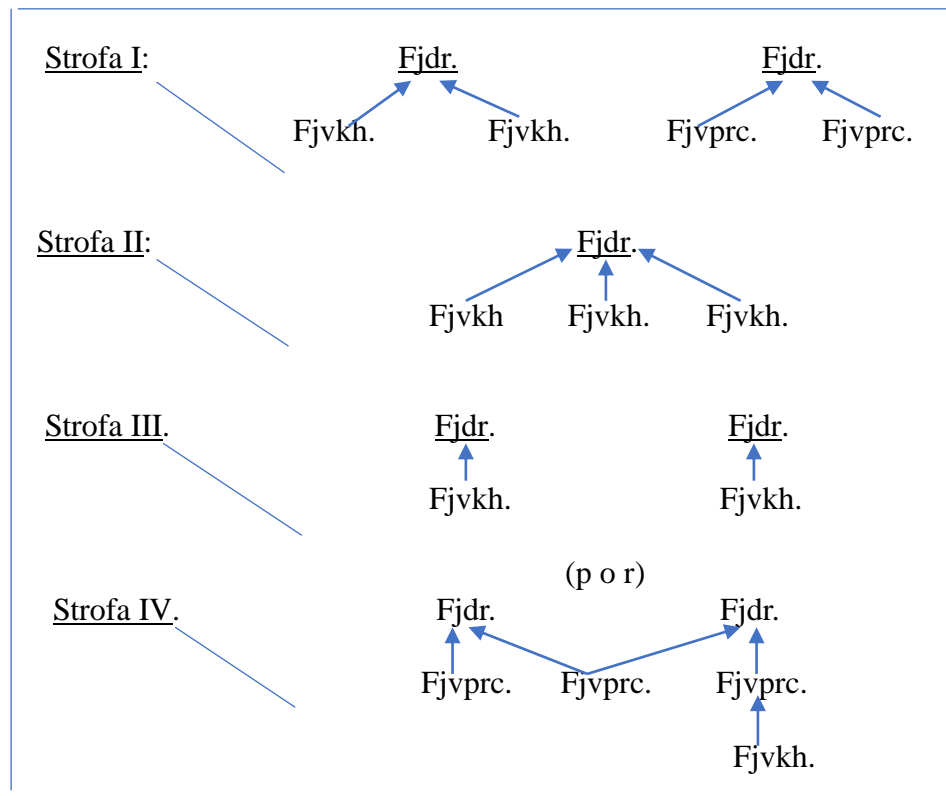 Strofa I: Fjdr. Fjdr.
Fjvkh. Fjvkh. Fjvprc. Fjvprc.
Strofa II: Fjdr.
Fjvkh Fjvkh. Fjvkh.
Strofa III. Fjdr. Fjdr.
Fjvkh. Fjvkh.
(p o r)
Strofa IV. Fjdr. Fjdr.
Fjvprc. Fjvprc. Fjvprc.
Fjvkh.